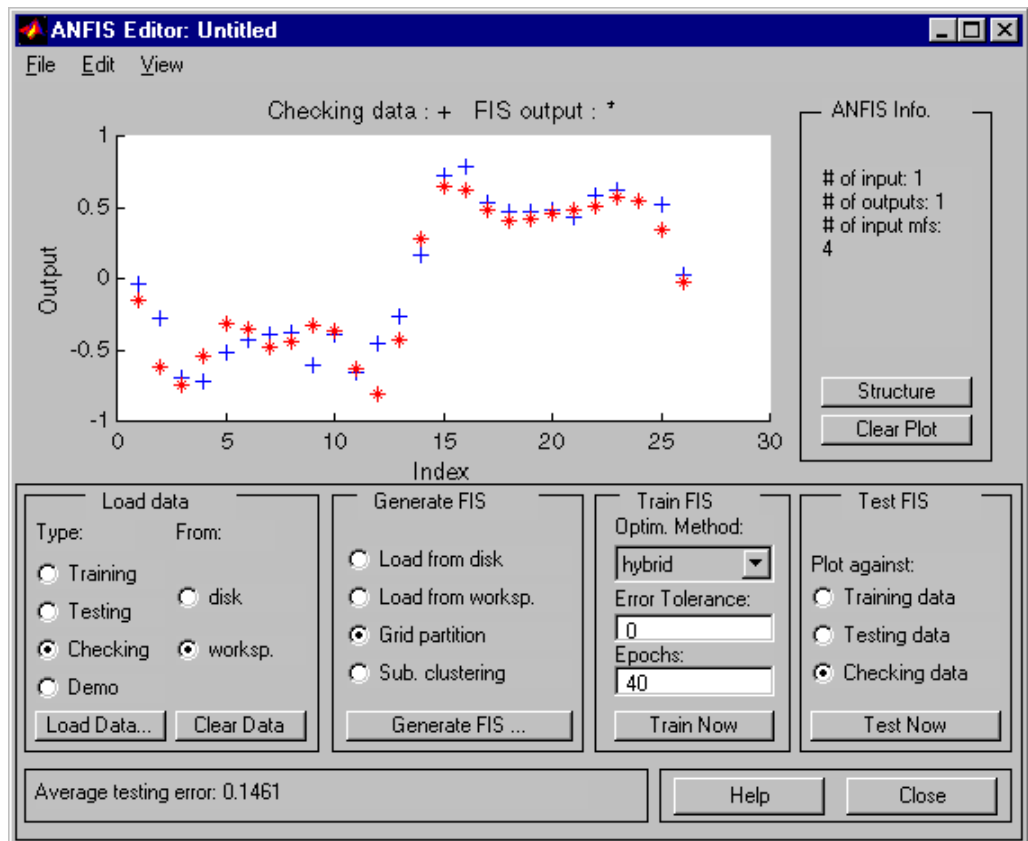 ANFIS Editor: Untitled
File Edit View
Checking data : + FIS output : *
1
0.5
0
-0.5
-1
Output
0 5 10 15 20 25 30
Index
ANFIS Info.
# of input: 1
# of outputs: 1
# of input mfs:
4
Structure
Clear Plot
Load data
Type: From:
Training
disk
Testing
Checking
worksp.
Demo
Load Data... Clear Data
Generate FIS
Load from disk
Load from worksp.
Grid partition
Sub. clustering
Generate FIS ...
Train FIS
Optim. Method:
hybrid
Error Tolerance:
0
Epochs:
40
Train Now
Test FIS
Plot against:
Training data
Testing data
Checking data
Test Now
Average testing error: 0.1461
Help Close